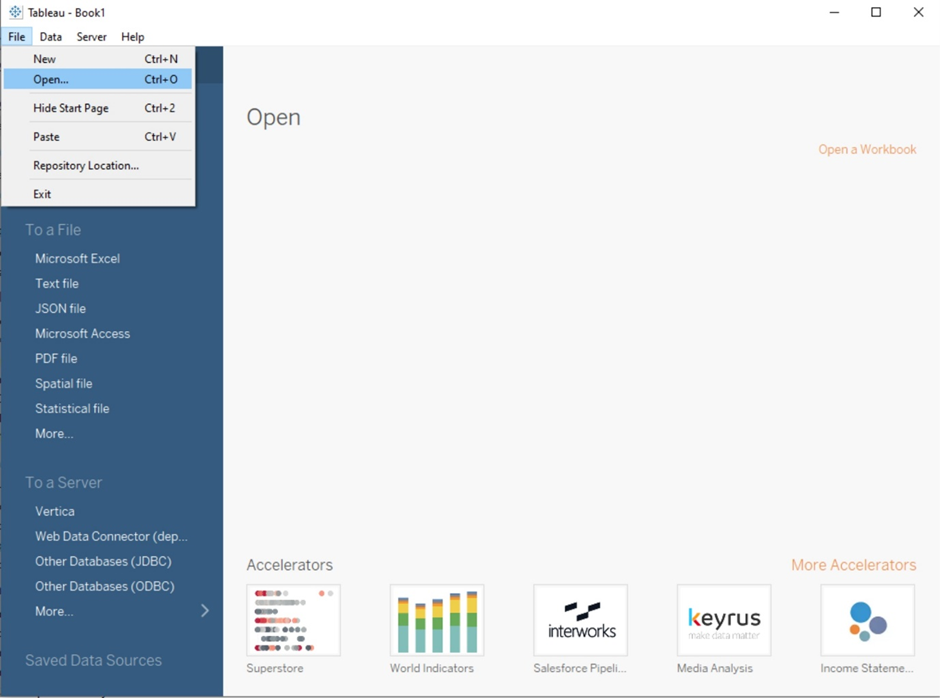 Tableau - Book1
File Data Server Help
New Ctrl+N
Open... Ctrl+O
Hide Start Page Ctrl+2
Paste Ctrl+V
Repository Location...
Exit
To a File
Microsoft Excel
Text file
JSON file
Microsoft Access
PDF file
Spatial file
Statistical file
More...
To a Server
Vertica
Web Data Connector (dep...
Other Databases (JDBC)
Other Databases (ODBC)
More...
Saved Data Sources
Open
Open a Workbook
Accelerators
More Accelerators
interworks
keyrus
make data matter
Superstore
World Indicators
Salesforce Pipeli...
Media Analysis
Income Stateme...